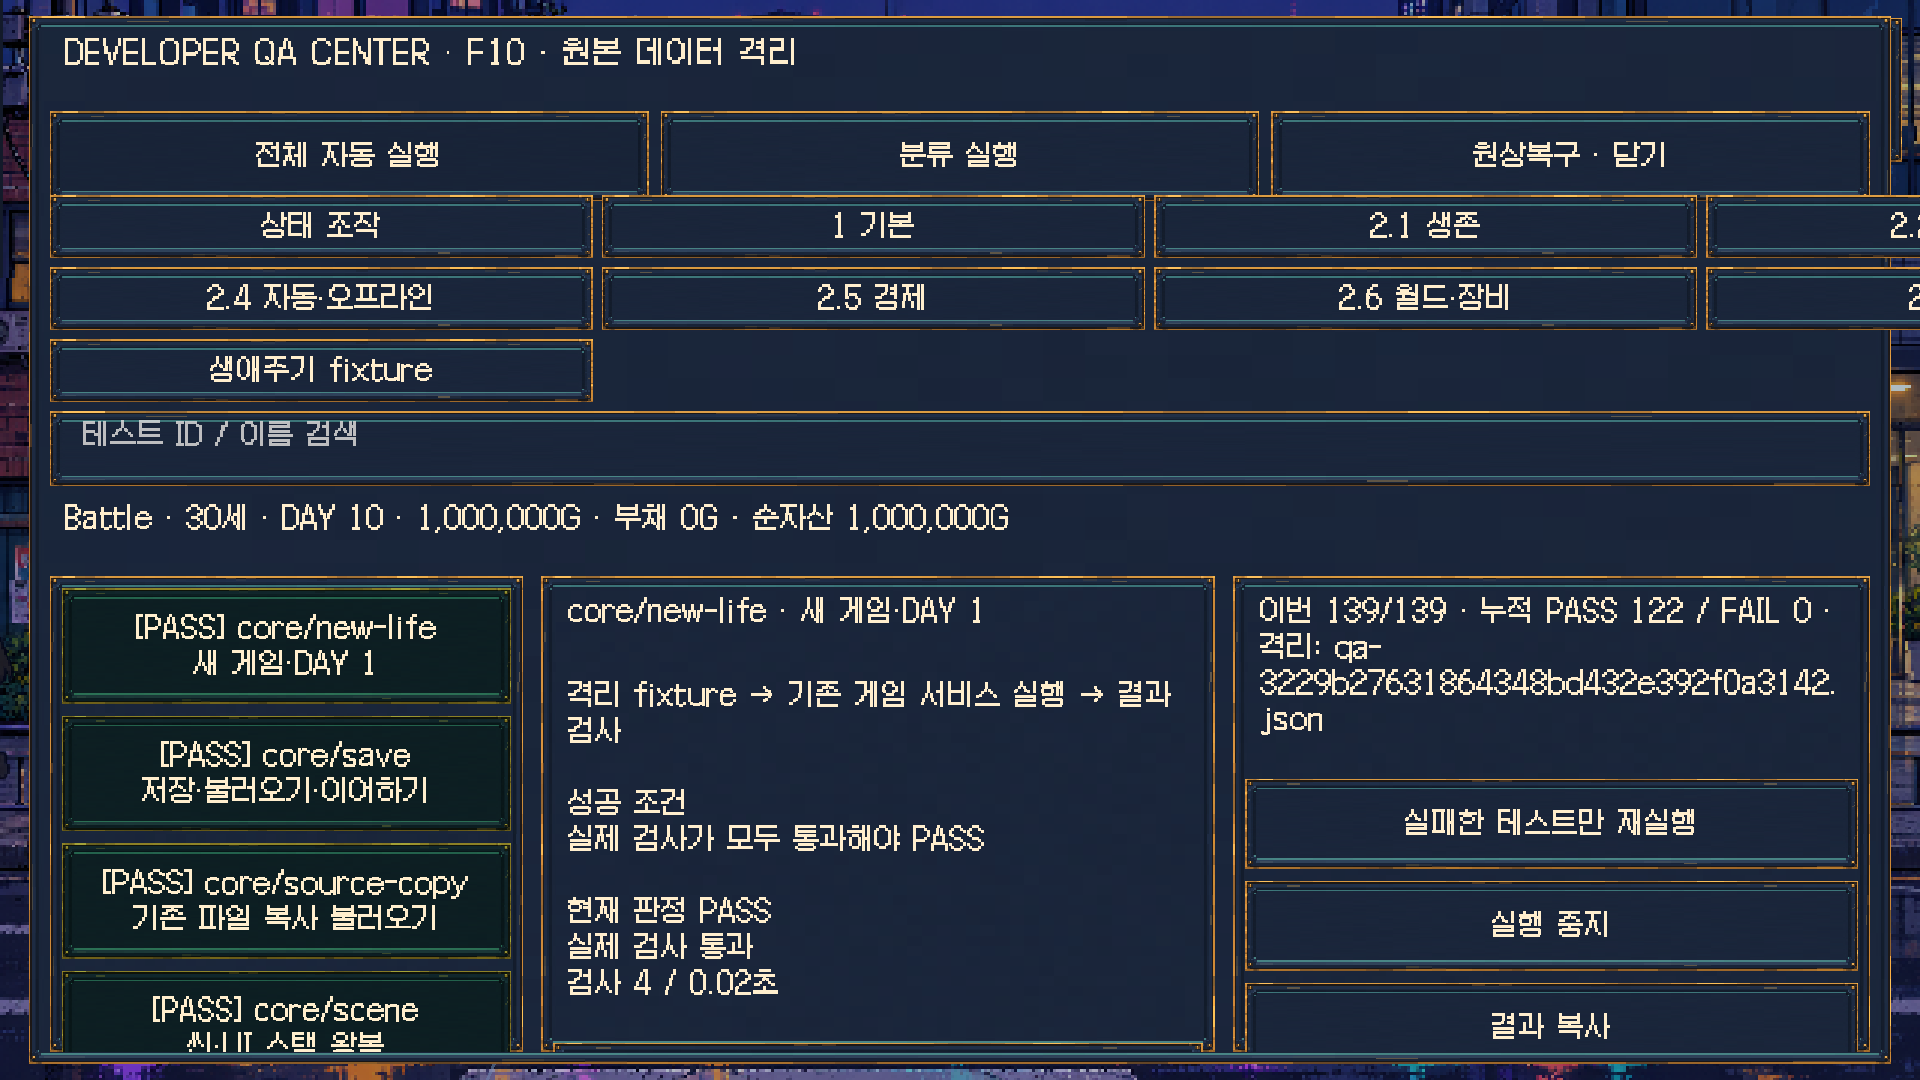 DEVELOPER QA CENTER · F10 · 원본 데이터 격리
전체 자동 실행
분류 실행
원상복구 · 닫기
상태 조작
1 기본
2.1 생존
2.4 자동·오프라인
2.5 경제
2.6 월드·장비
생애주기 fixture
테스트 ID / 이름 검색
Battle · 30세 · DAY 10 · 1,000,000G · 부채 0G · 순자산 1,000,000G
[PASS] core/new-life
새 게임·DAY 1
[PASS] core/save
저장·불러오기·이어하기
[PASS] core/source-copy
기존 파일 복사 불러오기
[PASS] core/scene
씬·UI 스택 왕복
core/new-life · 새 게임·DAY 1
격리 fixture → 기존 게임 서비스 실행 → 결과
검사
성공 조건
실제 검사가 모두 통과해야 PASS
현재 판정 PASS
실제 검사 통과
검사 4 / 0.02초
이번 139/139 · 누적 PASS 122 / FAIL 0 ·
격리: qa-
3229b27631864348bd432e392f0a3142.
json
실패한 테스트만 재실행
실행 중지
결과 복사